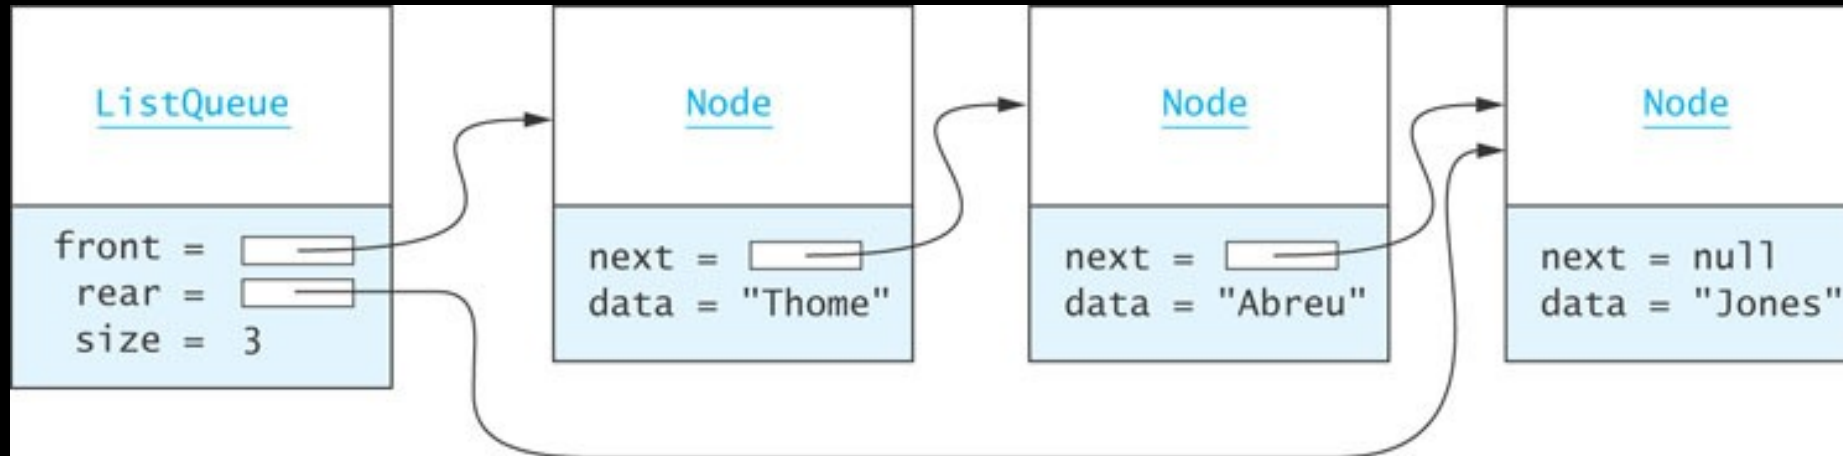 ListQueue
front =
rear =
size = 3
Node
next =
data = "Thome"
Node
next =
data = "Abreu"
Node
next = null
data = "Jones"